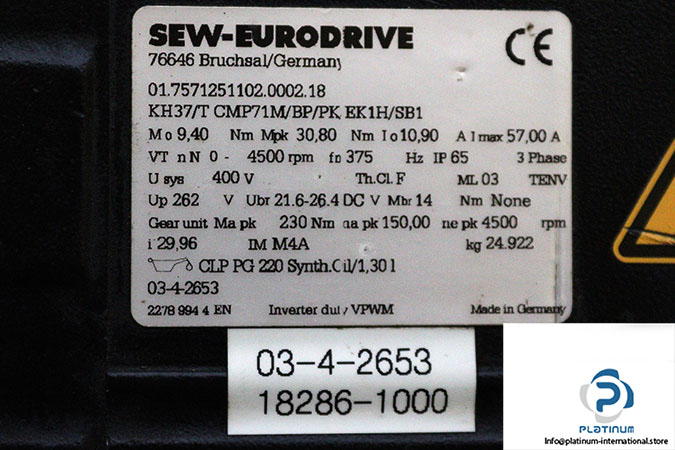 SEW-EURODRIVE
CE
76646 Bruchsal/Germany
01.7571251102.0002.18
KH37/T CMP71M/BP/PK, EK1H/SB1
Mo 9,40 Nm Mpk 30,80 Nm Io 10,90 A Imax 57,00 A
VT nN 0- 4500 rpm fn 375 Hz IP 65 3 Phase
U sys 400 V Th.Cl. F ML 03 TENV
Up 262 V Ubr 21.6-26.4 DC V Mbr 14 Nm None
Gear unit Ma pk 230 Nm na pk 150,00 ne pk 4500 rpm
i 29,96 IM M4A kg 24.922
CLP PG 220 Synth.Oil/1,30 l
03-4-2653
2278 994 4 EN Inverter duty VPWM Made in Germany
03-4-2653
18286-1000
PLATINUM
Info@platinum-international.store